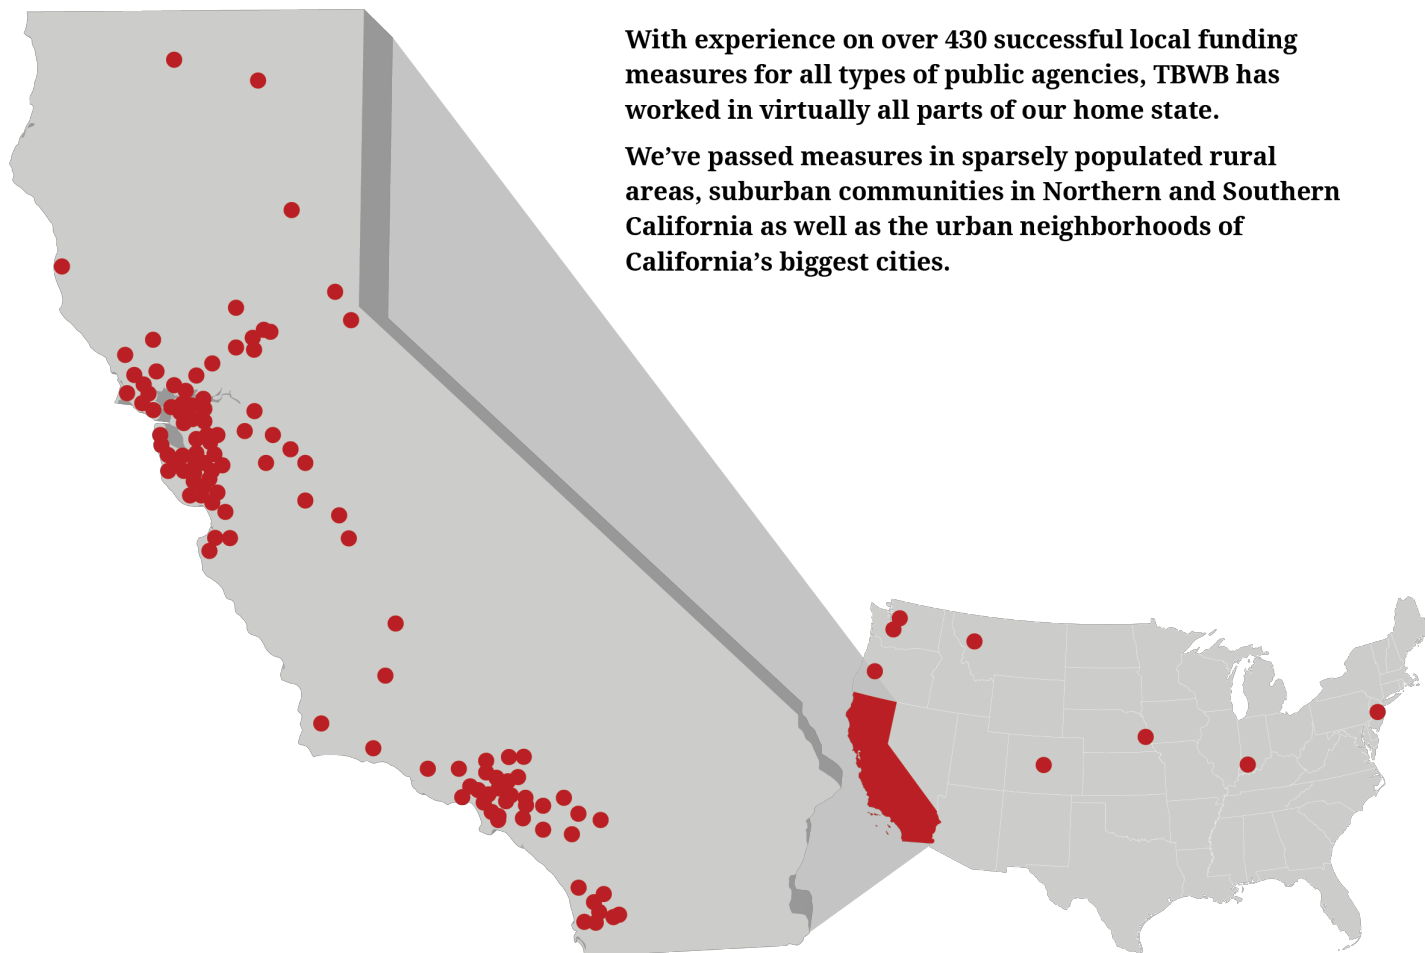 With experience on over 430 successful local funding
measures for all types of public agencies, TBWB has
worked in virtually all parts of our home state.
We’ve passed measures in sparsely populated rural
areas, suburban communities in Northern and Southern
California as well as the urban neighborhoods of
California’s biggest cities.